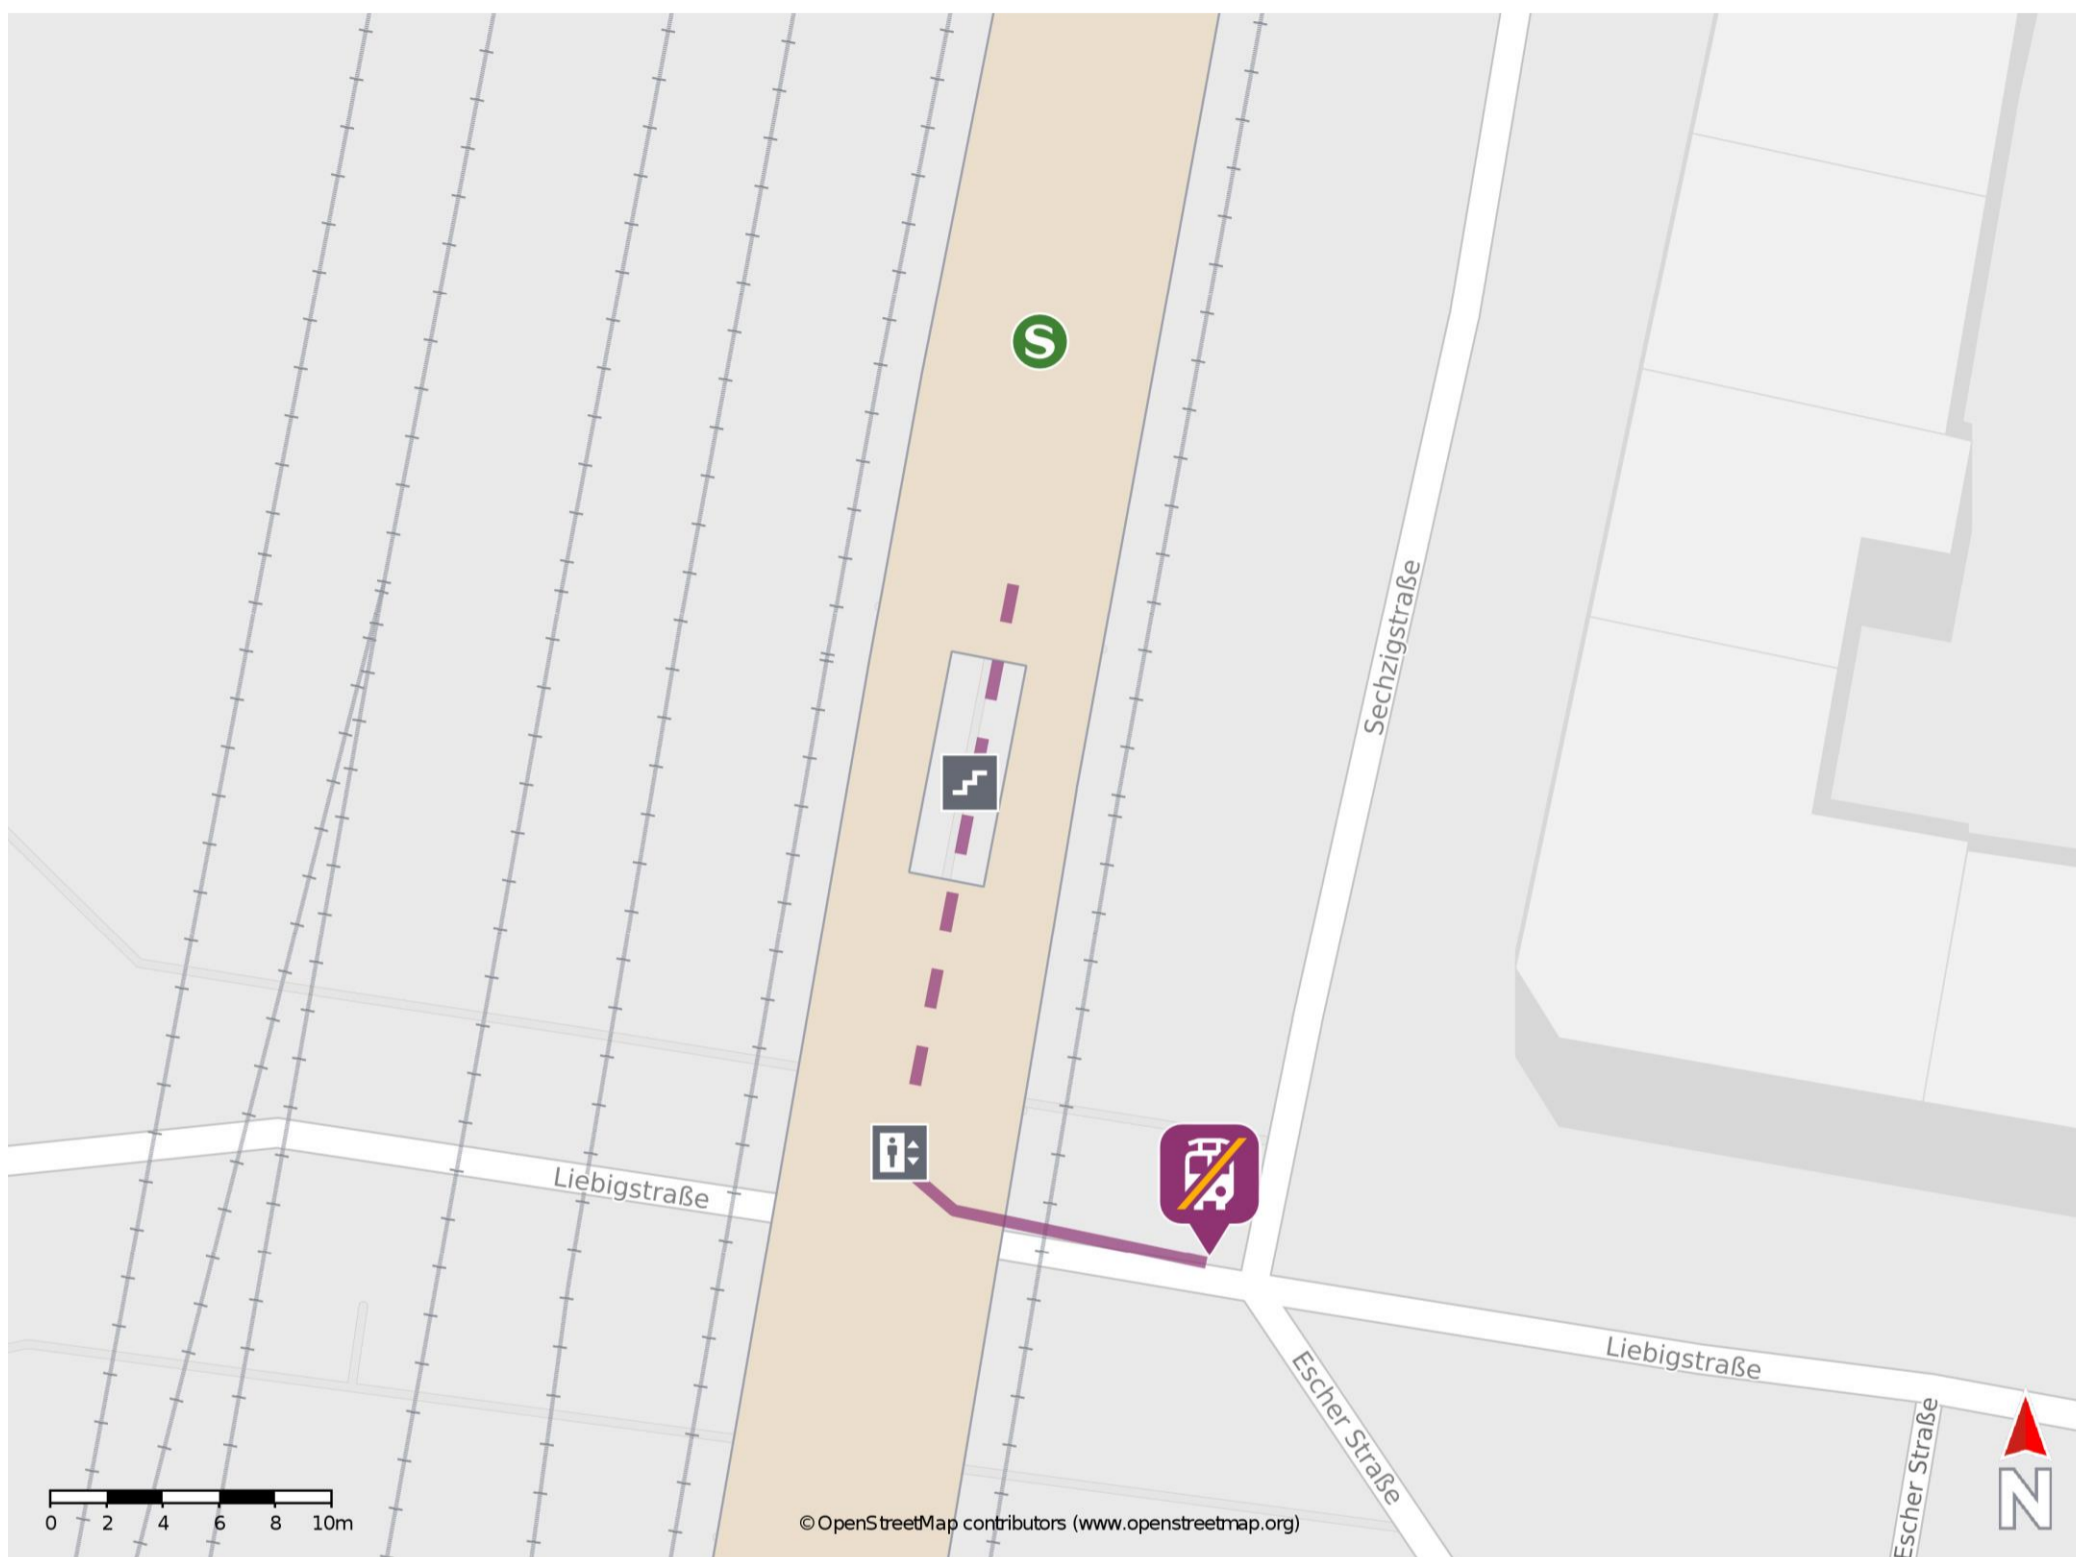 S
Sechzigstraße
Liebigstraße
Liebigstraße
Escher Straße
Escher Straße
N
0 2 4 6 8 10m
© OpenStreetMap contributors (www.openstreetmap.org)